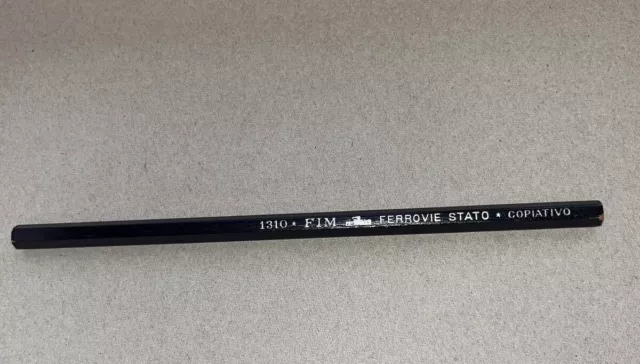 1310 * FIM FERROVIE STATO * COPIATIVO